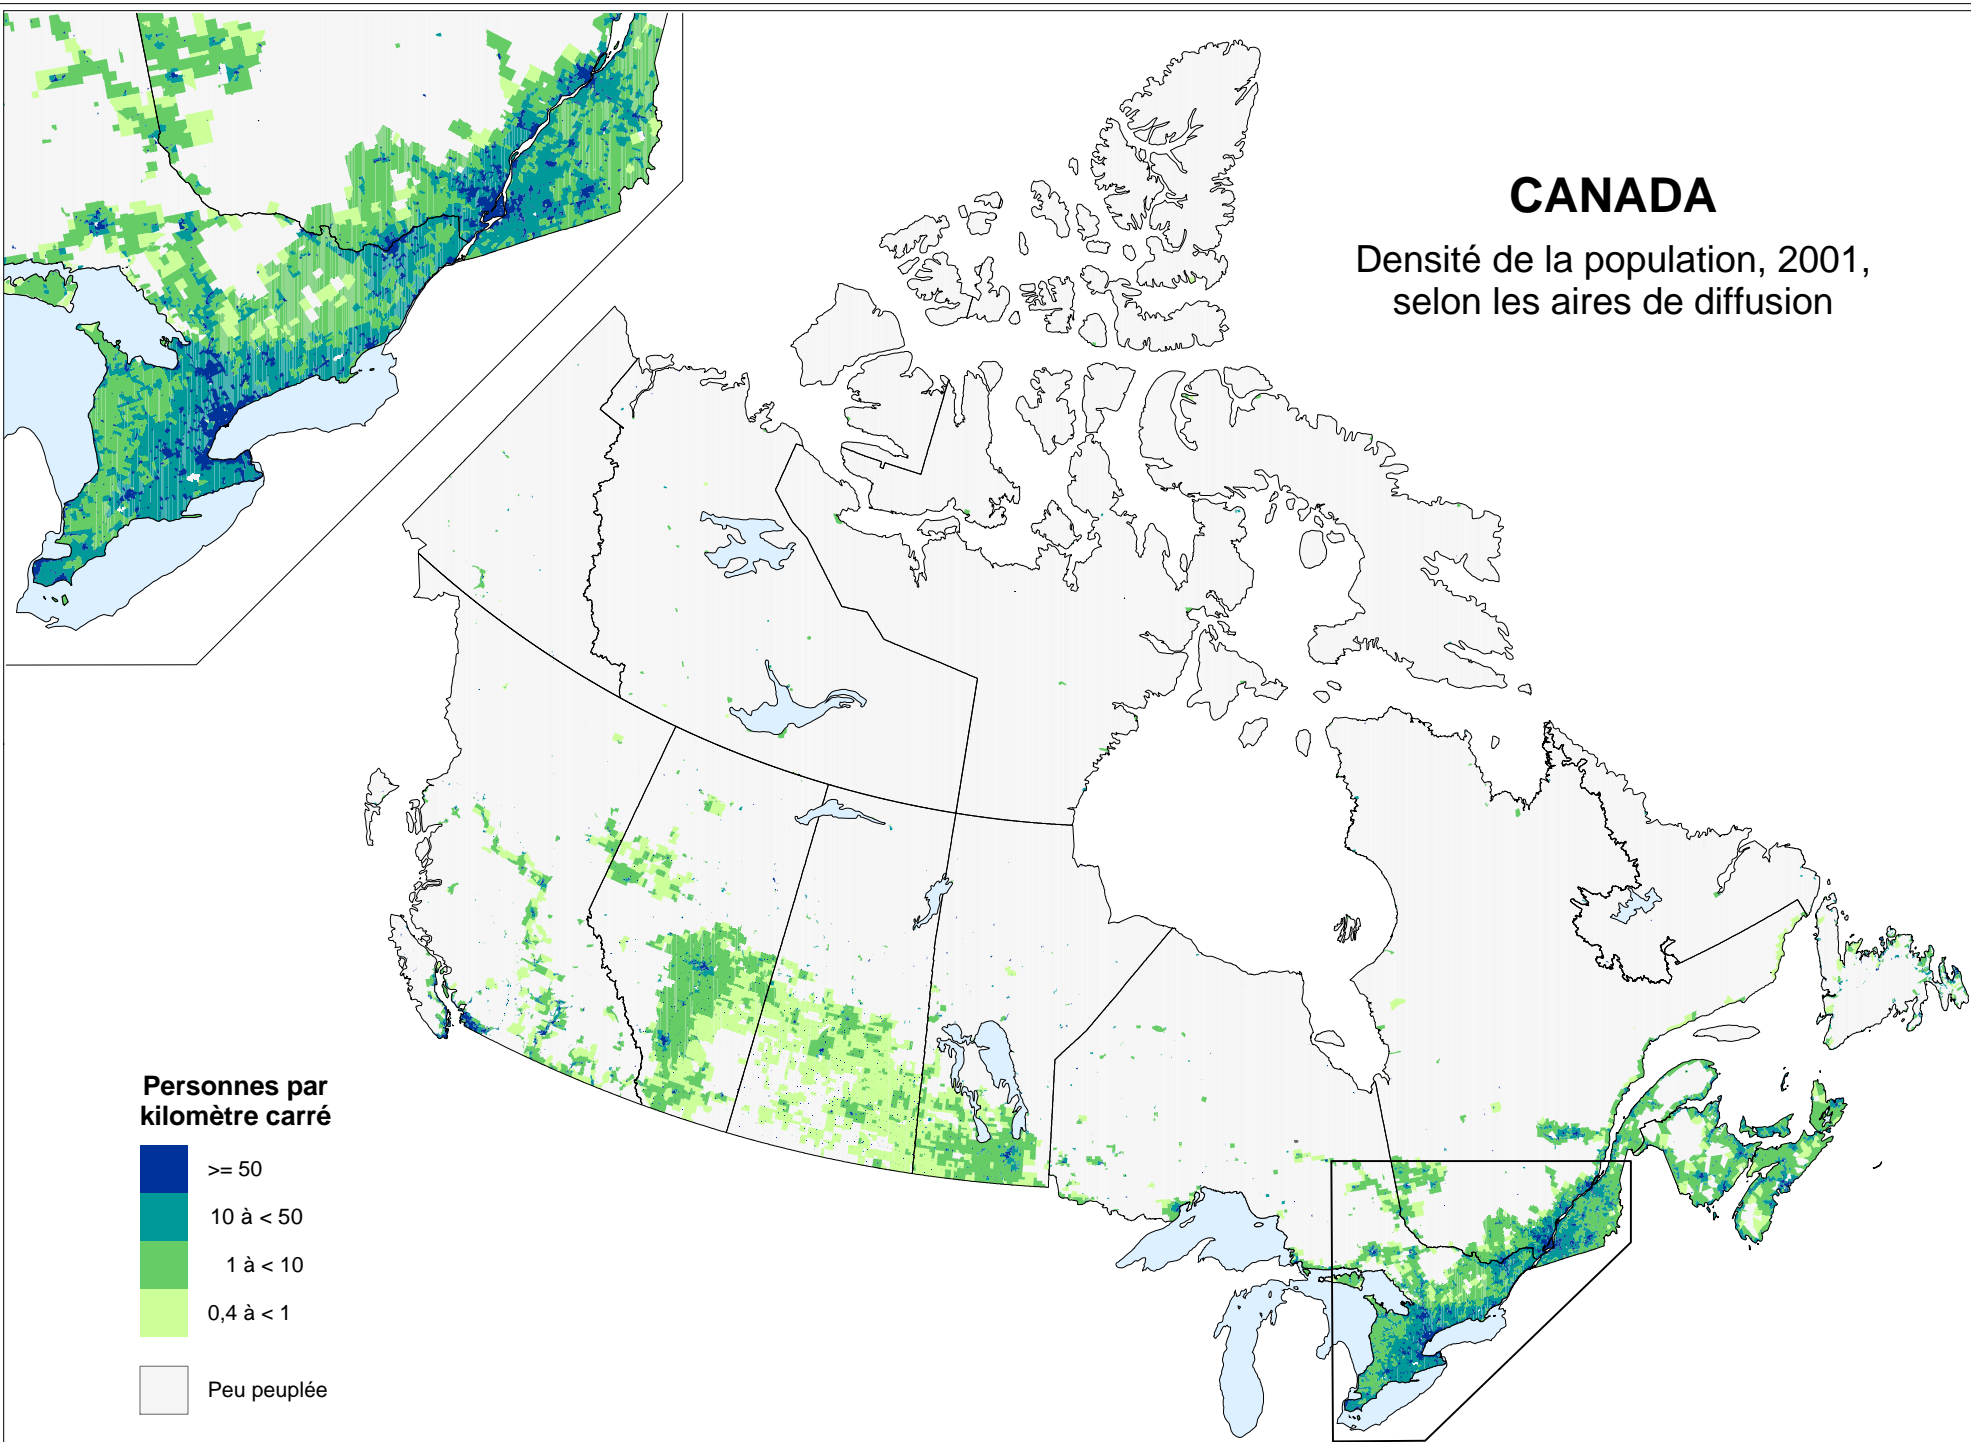 CANADA
Densité de la population, 2001,
selon les aires de diffusion
Personnes par
kilomètre carré
>= 50
10 à < 50
1 à < 10
0,4 à < 1
Peu peuplée